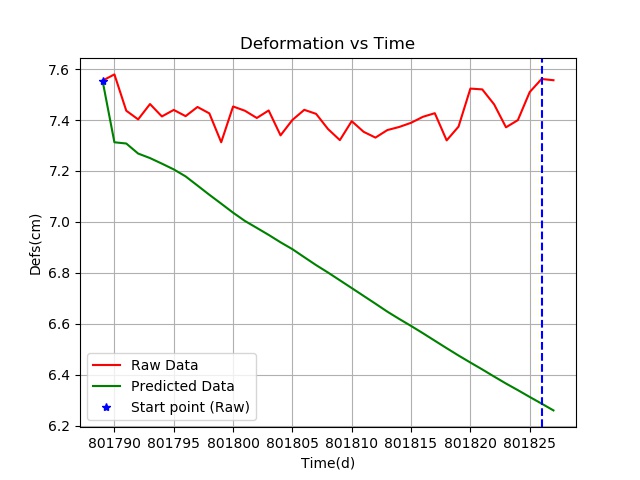 Deformation vs Time
7.6
7.4
7.2
7.0
6.8
6.6
6.4
6.2
Defs(cm)
Raw Data
Predicted Data
Start point (Raw)
801790 801795 801800 801805 801810 801815 801820 801825
Time(d)